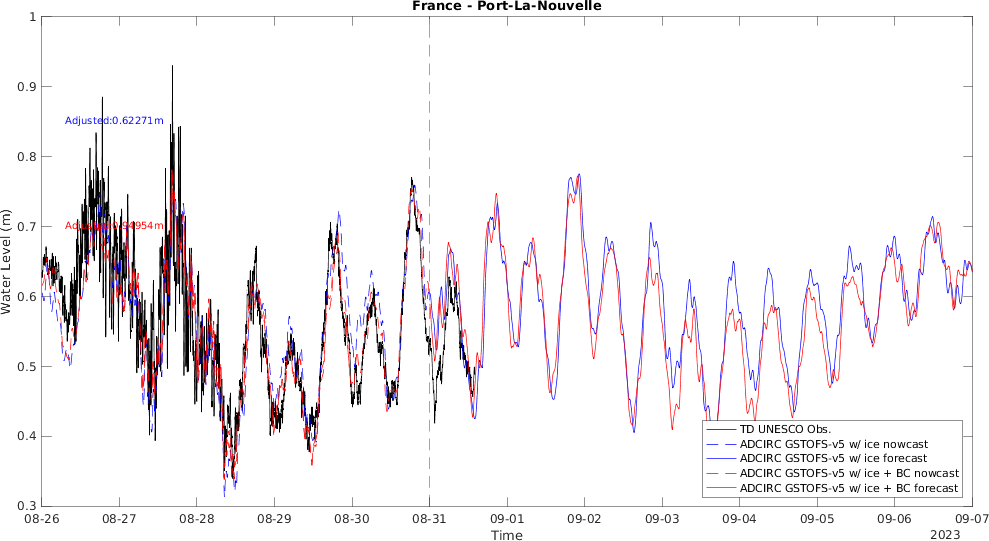 France - Port-La-Nouvelle
1
0.9
0.8
0.7
0.6
0.5
0.4
0.3
Water Level (m)
Adjusted:0.62271m
08-26
08-27
08-28
08-29
08-30
08-31
09-01
09-02
09-03
09-04
09-05
09-06
09-07
Time
2023
TD UNESCO Obs.
ADCIRC GSTOFS-v5 w/ ice nowcast
ADCIRC GSTOFS-v5 w/ ice forecast
ADCIRC GSTOFS-v5 w/ ice + BC nowcast
ADCIRC GSTOFS-v5 w/ ice + BC forecast